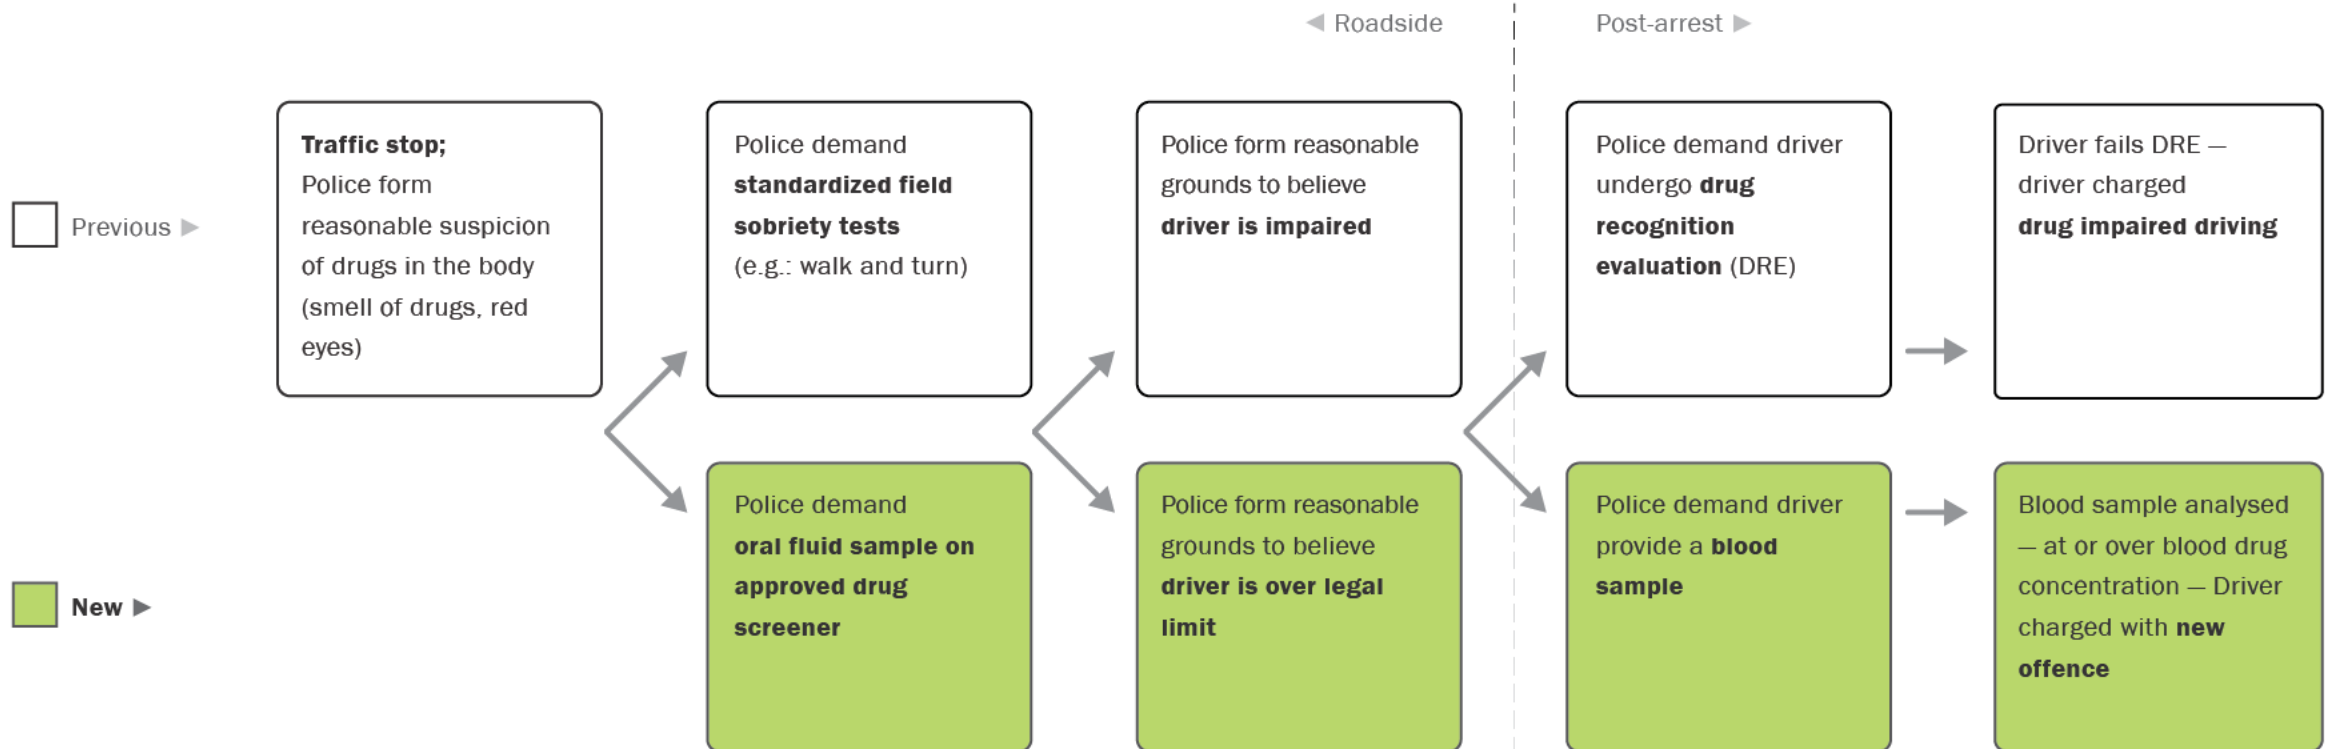 Roadside
Post-arrest
Previous
Traffic stop;
Police form
reasonable suspicion
of drugs in the body
(smell of drugs, red
eyes)
Police demand
standardized field
sobriety tests
(e.g.: walk and turn)
Police form reasonable
grounds to believe
driver is impaired
Police demand driver
undergo drug
recognition
evaluation (DRE)
Driver fails DRE —
driver charged
drug impaired driving
New
Police demand
oral fluid sample on
approved drug
screener
Police form reasonable
grounds to believe
driver is over legal
limit
Police demand driver
provide a blood
sample
Blood sample analysed
— at or over blood drug
concentration — Driver
charged with new
offence